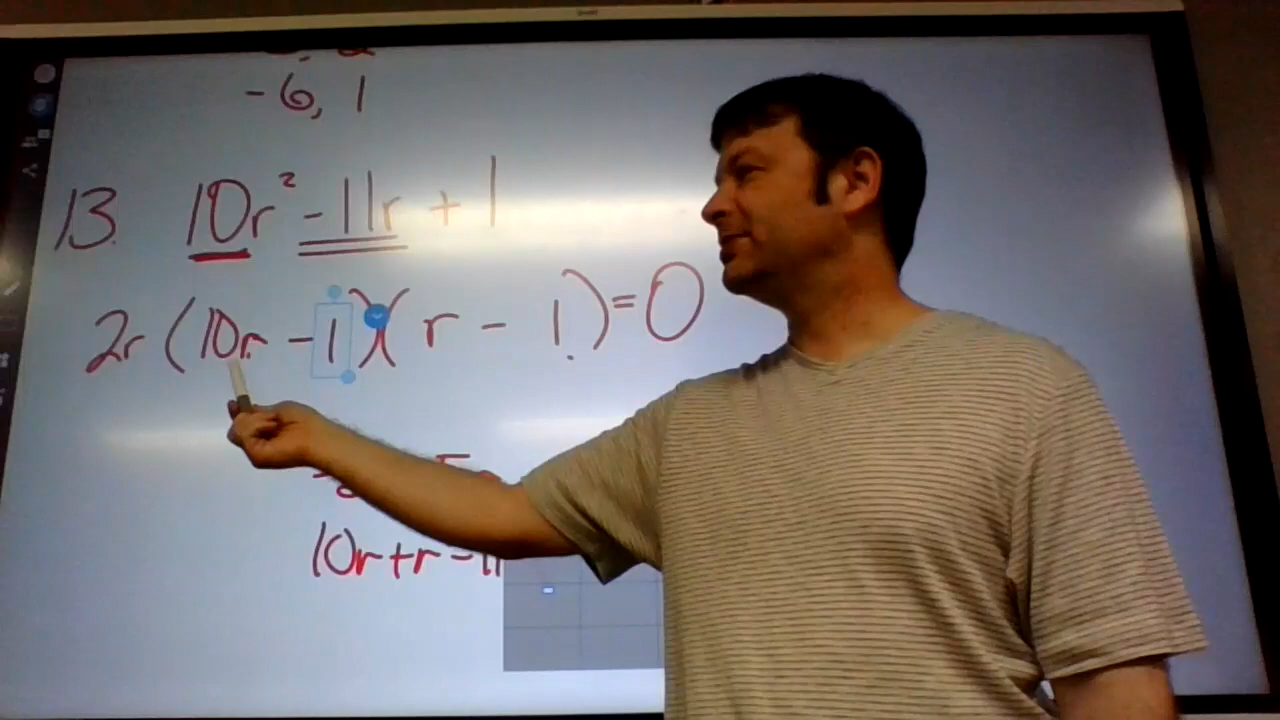 -6, 1
13. 10r² - 11r + 1
2r (10r - 1)(r - 1) = 0
10r + r - 11